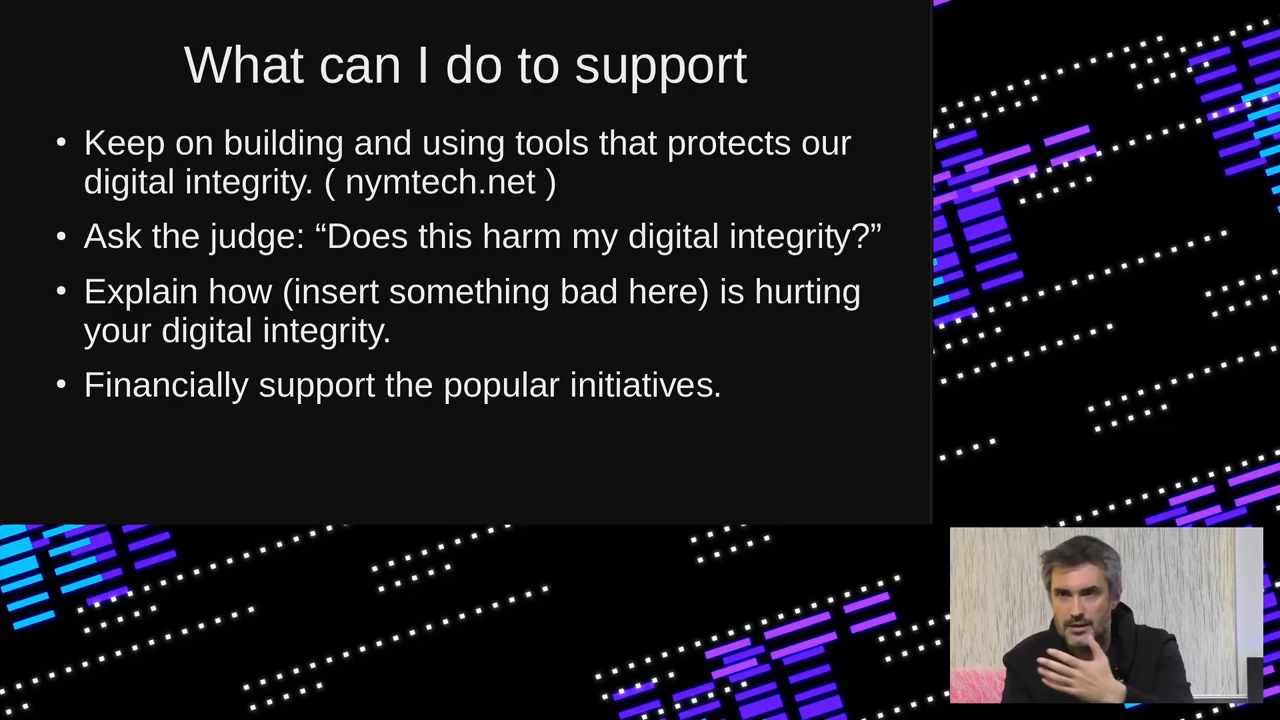 What can I do to support
• Keep on building and using tools that protects our
digital integrity. ( nymtech.net )
• Ask the judge: “Does this harm my digital integrity?”
• Explain how (insert something bad here) is hurting
your digital integrity.
• Financially support the popular initiatives.